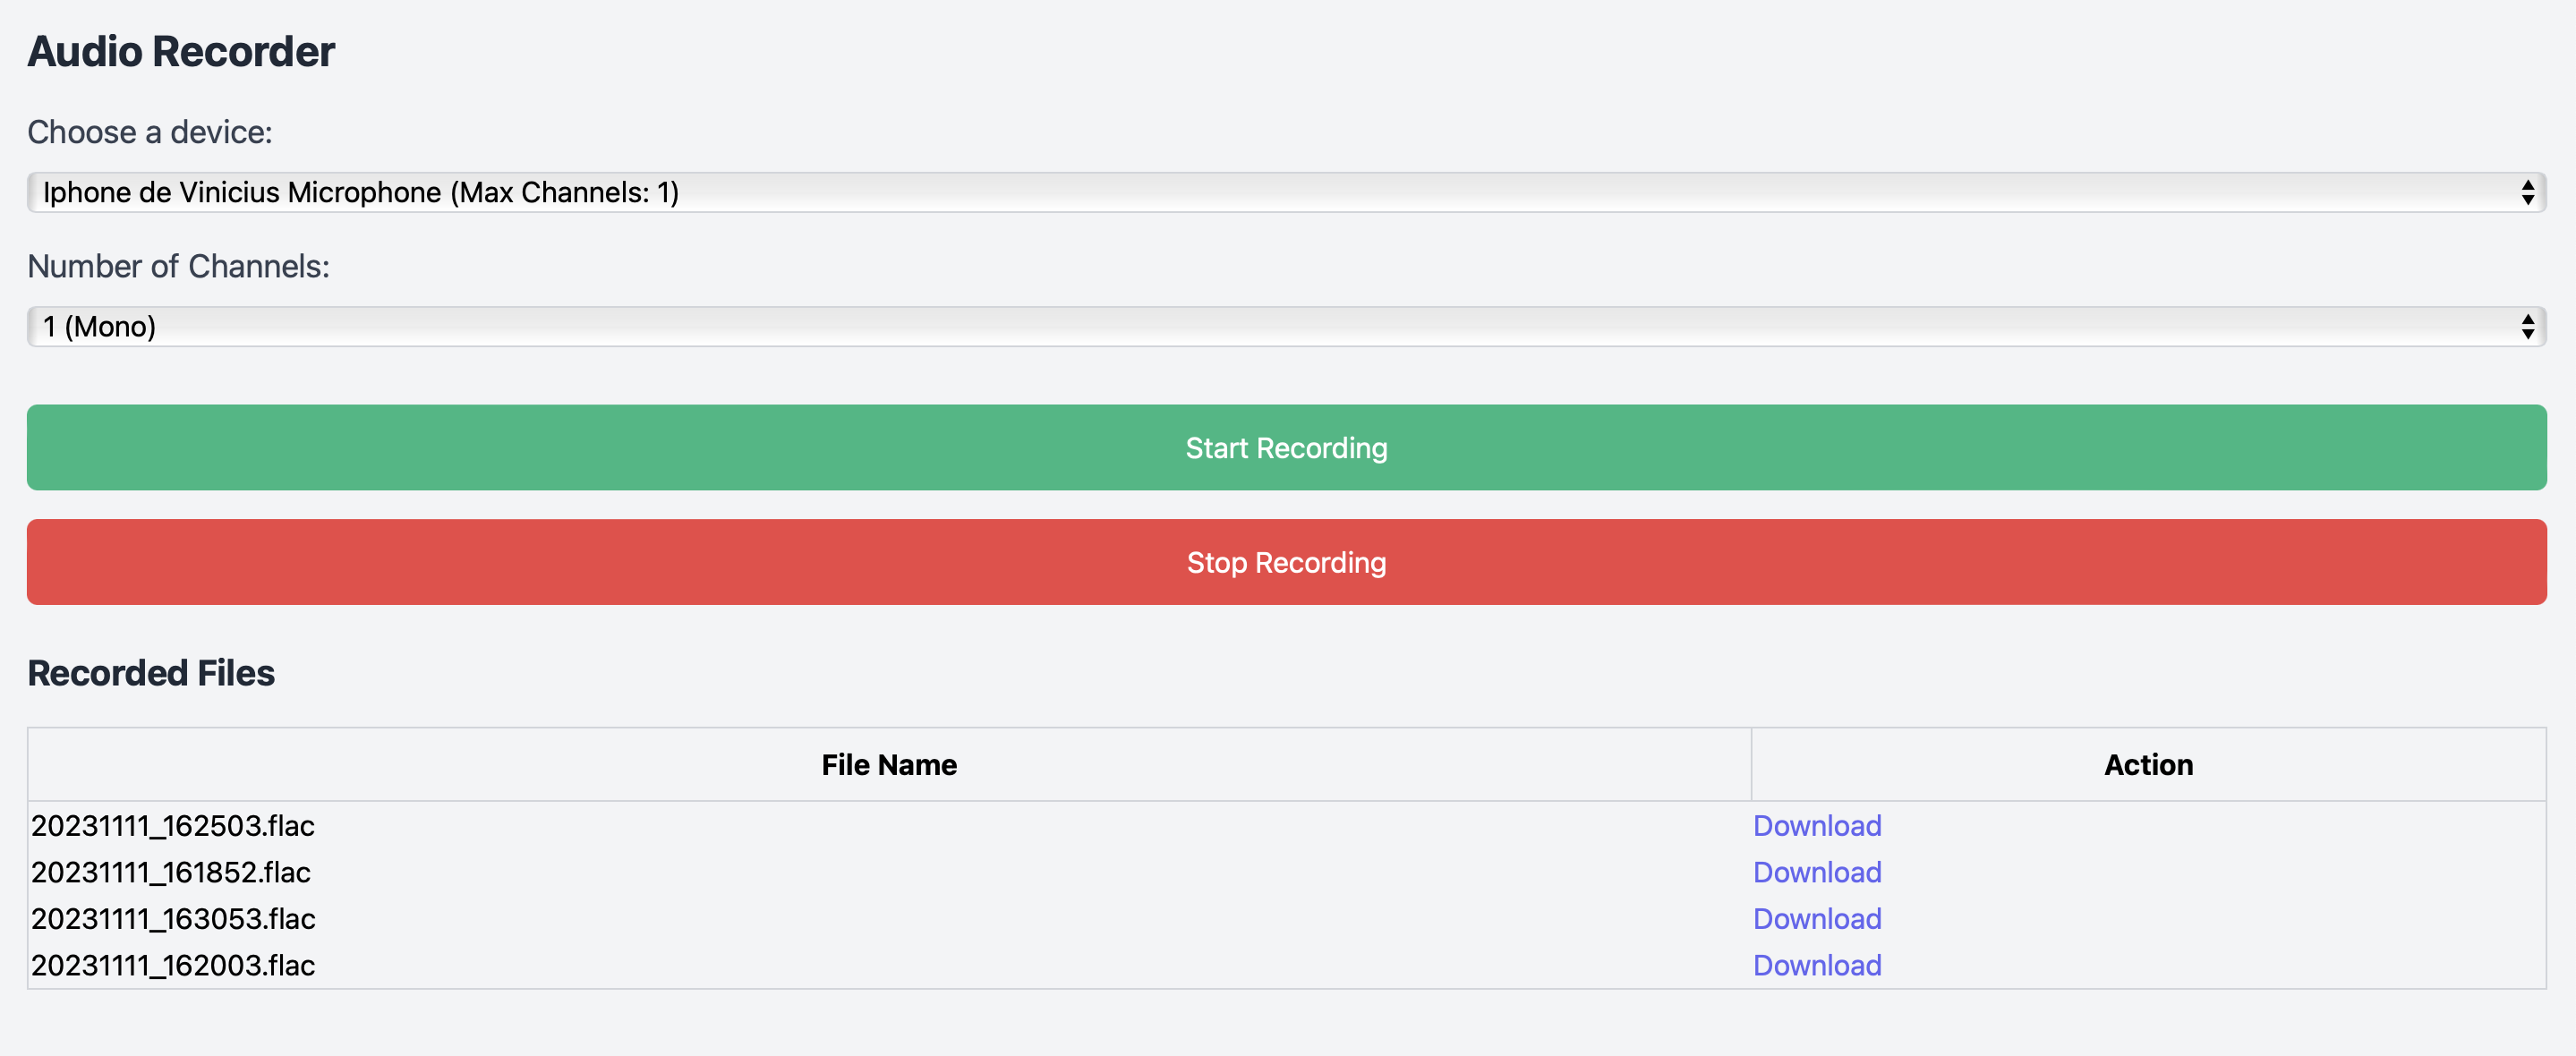 Audio Recorder
Choose a device:
Iphone de Vinicius Microphone (Max Channels: 1)
Number of Channels:
1 (Mono)
Start Recording
Stop Recording
Recorded Files
File Name Action
20231111_162503.flac Download
20231111_161852.flac Download
20231111_163053.flac Download
20231111_162003.flac Download